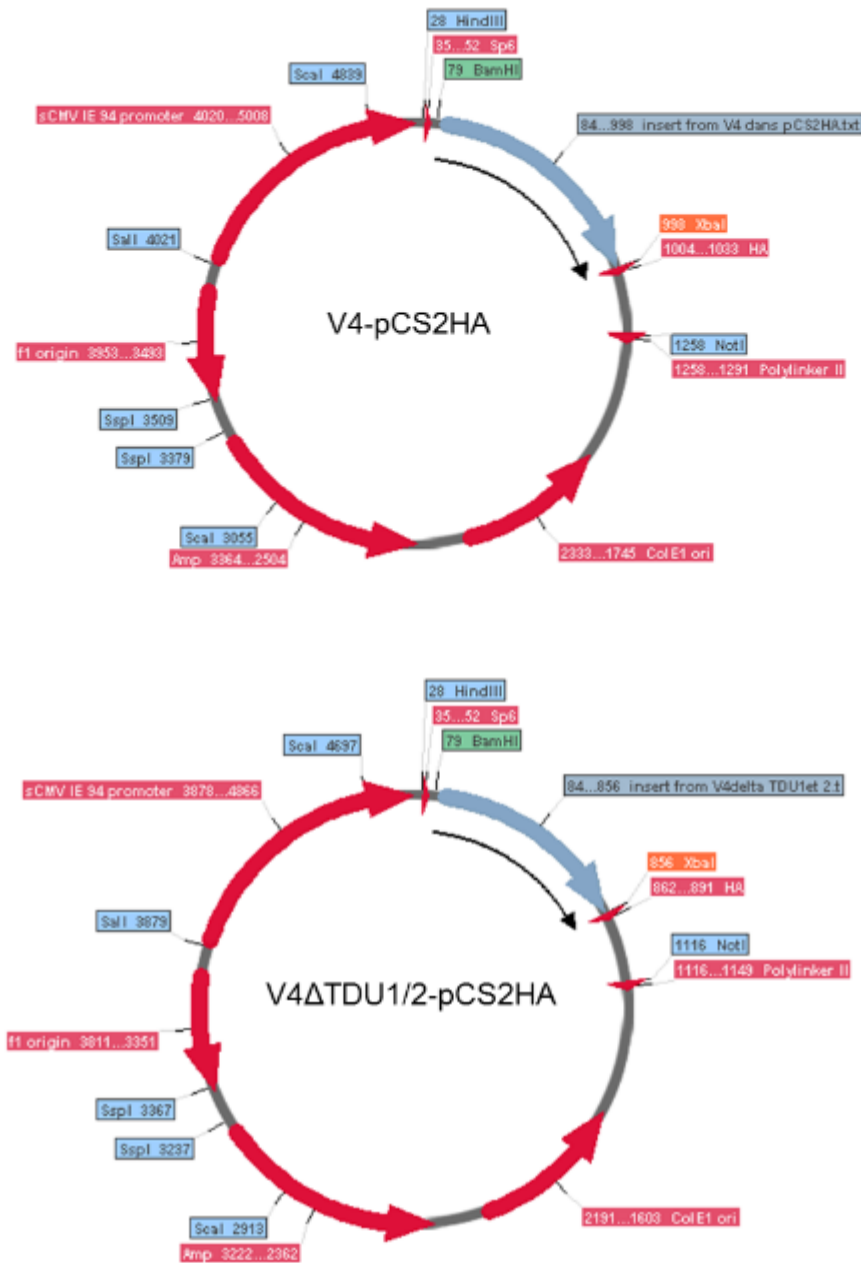 28 HindIII
35...52 Sp6
79 BamHI
ScaI 4839
sCMV IE 94 promoter 4020...5008
84...998 insert from V4 dans pCS2HA.txt
998 XbaI
1004...1033 HA
SalI 4021
V4-pCS2HA
1258 NotI
1258...1291 Polylinker II
f1 origin 3953...3493
SspI 3509
SspI 3379
ScaI 3055
Amp 3364...2504
2333...1745 ColE1 ori
28 HindIII
35...52 Sp6
79 BamHI
ScaI 4697
sCMV IE 94 promoter 3878...4866
84...856 insert from V4delta TDU1et 2.t
856 XbaI
862...891 HA
SalI 3879
1116 NotI
1116...1149 Polylinker II
V4ΔTDU1/2-pCS2HA
f1 origin 3811...3351
SspI 3367
SspI 3237
ScaI 2913
Amp 3222...2362
2191...1603 ColE1 ori